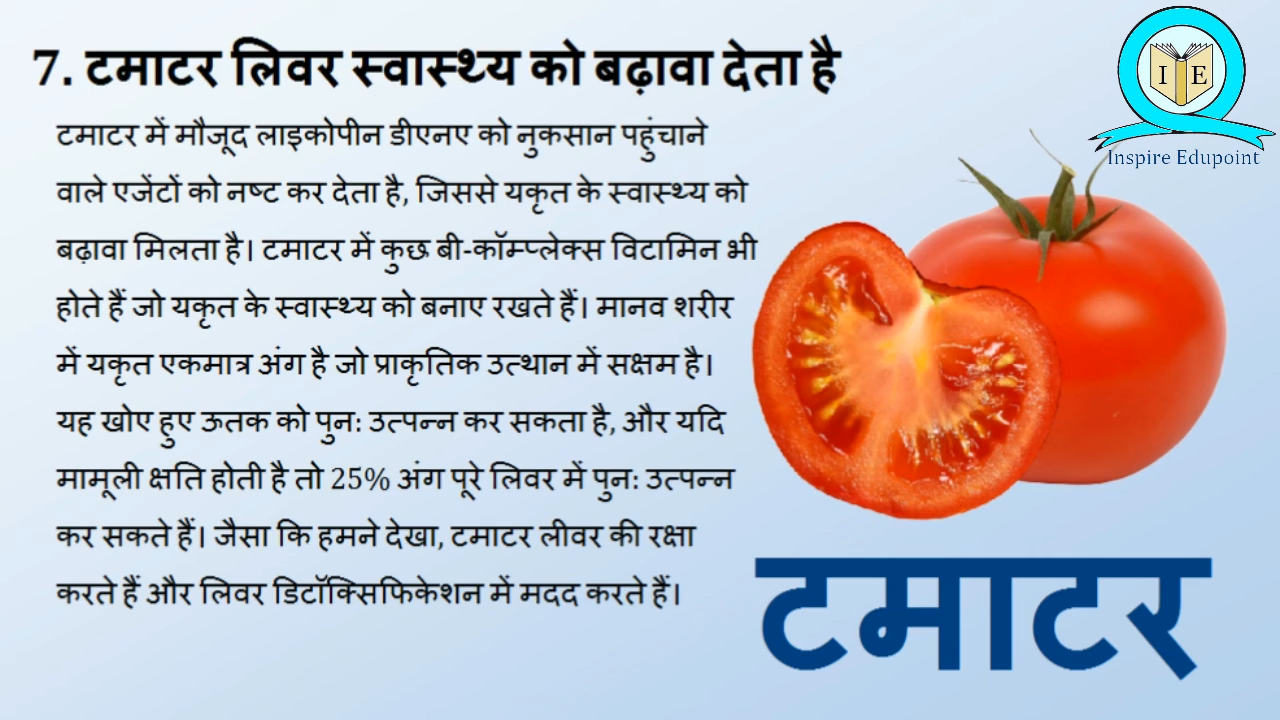 7. टमाटर लिवर स्वास्थ्य को बढ़ावा देता है
टमाटर में मौजूद लाइकोपीन डीएनए को नुकसान पहुंचाने
वाले एजेंटों को नष्ट कर देता है, जिससे यकृत के स्वास्थ्य को
बढ़ावा मिलता है। टमाटर में कुछ बी-कॉम्प्लेक्स विटामिन भी
होते हैं जो यकृत के स्वास्थ्य को बनाए रखते हैं। मानव शरीर
में यकृत एकमात्र अंग है जो प्राकृतिक उत्थान में सक्षम है।
यह खोए हुए ऊतक को पुन: उत्पन्न कर सकता है, और यदि
मामूली क्षति होती है तो 25% अंग पूरे लिवर में पुन: उत्पन्न
कर सकते हैं। जैसा कि हमने देखा, टमाटर लीवर की रक्षा
करते हैं और लिवर डिटॉक्सिफिकेशन में मदद करते हैं।
I E
Inspire Edupoint
टमाटर